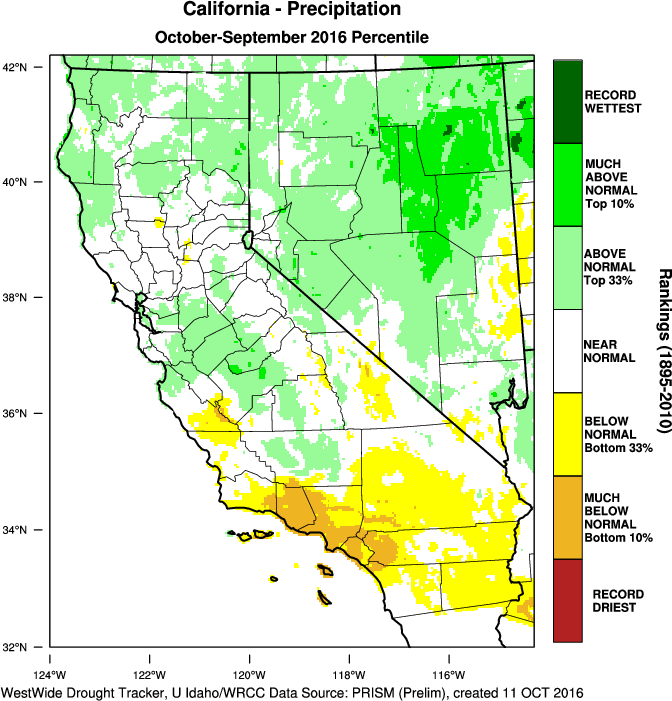 California - Precipitation
October-September 2016 Percentile
42°N
40°N
38°N
36°N
34°N
32°N
124°W
122°W
120°W
118°W
116°W
RECORD
WETTEST
MUCH
ABOVE
NORMAL
Top 10%
ABOVE
NORMAL
Top 33%
NEAR
NORMAL
BELOW
NORMAL
Bottom 33%
MUCH
BELOW
NORMAL
Bottom 10%
RECORD
DRIEST
Rankings (1895-2010)
WestWide Drought Tracker, U Idaho/WRCC Data Source: PRISM (Prelim), created 11 OCT 2016